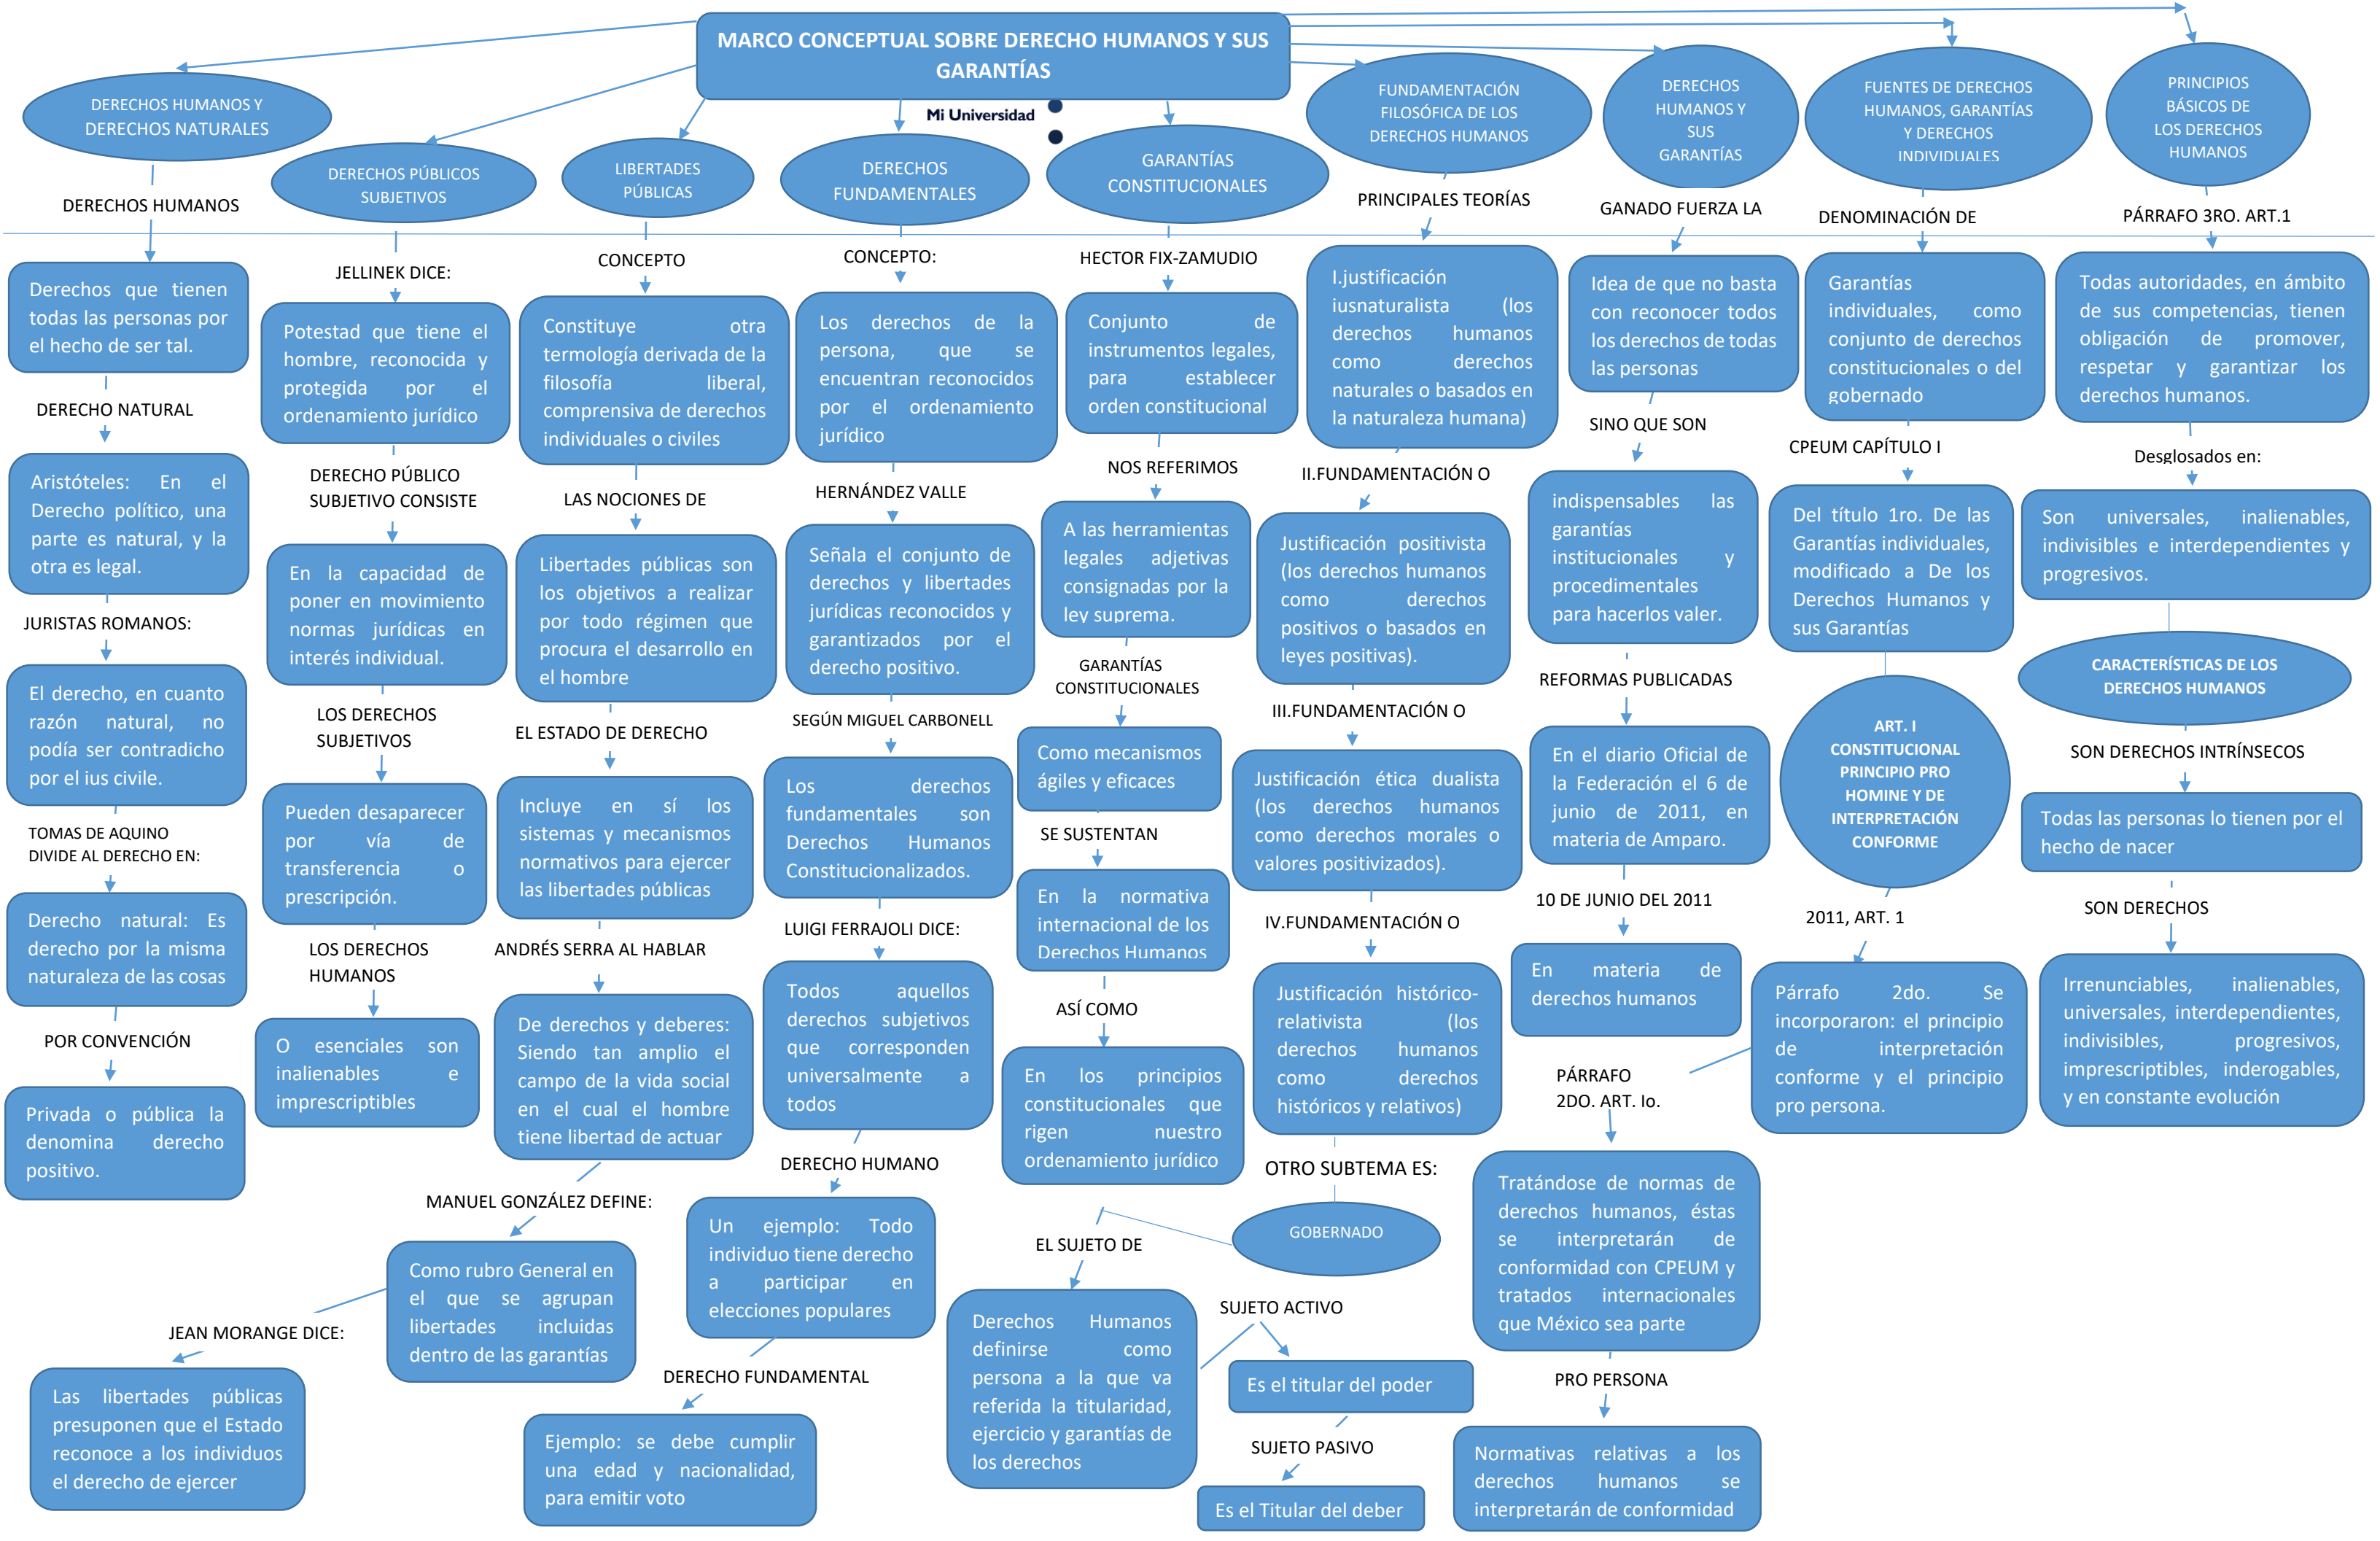 MARCO CONCEPTUAL SOBRE DERECHO HUMANOS Y SUS
GARANTÍAS
Mi Universidad
DERECHOS HUMANOS Y
DERECHOS NATURALES
DERECHOS HUMANOS
Derechos que tienen
todas las personas por
el hecho de ser tal.
DERECHO NATURAL
Aristóteles: En el
Derecho político, una
parte es natural, y la
otra es legal.
JURISTAS ROMANOS:
El derecho, en cuanto
razón natural, no
podía ser contradicho
por el ius civile.
TOMAS DE AQUINO
DIVIDE AL DERECHO EN:
Derecho natural: Es
derecho por la misma
naturaleza de las cosas
POR CONVENCIÓN
Privada o pública la
denomina derecho
positivo.
DERECHOS PÚBLICOS
SUBJETIVOS
JELLINEK DICE:
Potestad que tiene el
hombre, reconocida y
protegida por el
ordenamiento jurídico
DERECHO PÚBLICO
SUBJETIVO CONSISTE
En la capacidad de
poner en movimiento
normas jurídicas en
interés individual.
LOS DERECHOS
SUBJETIVOS
Pueden desaparecer
por vía de
transferencia o
prescripción.
LOS DERECHOS
HUMANOS
O esenciales son
inalienables e
imprescriptibles
LIBERTADES
PÚBLICAS
CONCEPTO
Constituye otra
termología derivada de la
filosofía liberal,
comprensiva de derechos
individuales o civiles
LAS NOCIONES DE
Libertades públicas son
los objetivos a realizar
por todo régimen que
procura el desarrollo en
el hombre
EL ESTADO DE DERECHO
Incluye en sí los
sistemas y mecanismos
normativos para ejercer
las libertades públicas
ANDRÉS SERRA AL HABLAR
De derechos y deberes:
Siendo tan amplio el
campo de la vida social
en el cual el hombre
tiene libertad de actuar
MANUEL GONZÁLEZ DEFINE:
Como rubro General en
el que se agrupan
libertades incluidas
dentro de las garantías
JEAN MORANGE DICE:
Las libertades públicas
presuponen que el Estado
reconoce a los individuos
el derecho de ejercer
DERECHOS
FUNDAMENTALES
CONCEPTO:
Los derechos de la
persona, que se
encuentran reconocidos
por el ordenamiento
jurídico
HERNÁNDEZ VALLE
Señala el conjunto de
derechos y libertades
jurídicas reconocidos y
garantizados por el
derecho positivo.
SEGÚN MIGUEL CARBONELL
Los derechos
fundamentales son
Derechos Humanos
Constitucionalizados.
LUIGI FERRAJOLI DICE:
Todos aquellos
derechos subjetivos
que corresponden
universalmente a
todos
DERECHO HUMANO
Un ejemplo: Todo
individuo tiene derecho
a participar en
elecciones populares
DERECHO FUNDAMENTAL
Ejemplo: se debe cumplir
una edad y nacionalidad,
para emitir voto
GARANTÍAS
CONSTITUCIONALES
HECTOR FIX-ZAMUDIO
Conjunto de
instrumentos legales,
para establecer
orden constitucional
NOS REFERIMOS
A las herramientas
legales adjetivas
consignadas por la
ley suprema.
GARANTÍAS
CONSTITUCIONALES
Como mecanismos
ágiles y eficaces
SE SUSTENTAN
En la normativa
internacional de los
Derechos Humanos
ASÍ COMO
En los principios
constitucionales que
rigen nuestro
ordenamiento jurídico
EL SUJETO DE
Derechos Humanos
definirse como
persona a la que va
referida la titularidad,
ejercicio y garantías de
los derechos
SUJETO ACTIVO
Es el titular del poder
SUJETO PASIVO
Es el Titular del deber
FUNDAMENTACIÓN
FILOSÓFICA DE LOS
DERECHOS HUMANOS
PRINCIPALES TEORÍAS
I.justificación
iusnaturalista (los
derechos humanos
como derechos
naturales o basados en
la naturaleza humana)
II.FUNDAMENTACIÓN O
Justificación positivista
(los derechos humanos
como derechos
positivos o basados en
leyes positivas).
III.FUNDAMENTACIÓN O
Justificación ética dualista
(los derechos humanos
como derechos morales o
valores positivizados).
IV.FUNDAMENTACIÓN O
Justificación histórico-
relativista (los
derechos humanos
como derechos
históricos y relativos)
OTRO SUBTEMA ES:
GOBERNADO
DERECHOS
HUMANOS Y
SUS
GARANTÍAS
GANADO FUERZA LA
Idea de que no basta
con reconocer todos
los derechos de todas
las personas
SINO QUE SON
indispensables las
garantías
institucionales y
procedimentales
para hacerlos valer.
REFORMAS PUBLICADAS
En el diario Oficial de
la Federación el 6 de
junio de 2011, en
materia de Amparo.
10 DE JUNIO DEL 2011
En materia de
derechos humanos
PÁRRAFO
2DO. ART. Io.
Tratándose de normas de
derechos humanos, éstas
se interpretarán de
conformidad con CPEUM y
tratados internacionales
que México sea parte
PRO PERSONA
Normativas relativas a los
derechos humanos se
interpretarán de conformidad
FUENTES DE DERECHOS
HUMANOS, GARANTÍAS
Y DERECHOS
INDIVIDUALES
DENOMINACIÓN DE
Garantías
individuales, como
conjunto de derechos
constitucionales o del
gobernado
CPEUM CAPÍTULO I
Del título 1ro. De las
Garantías individuales,
modificado a De los
Derechos Humanos y
sus Garantías
ART. I
CONSTITUCIONAL
PRINCIPIO PRO
HOMINE Y DE
INTERPRETACIÓN
CONFORME
2011, ART. 1
Párrafo 2do. Se
incorporaron: el principio
de interpretación
conforme y el principio
pro persona.
PRINCIPIOS
BÁSICOS DE
LOS DERECHOS
HUMANOS
PÁRRAFO 3RO. ART.1
Todas autoridades, en ámbito
de sus competencias, tienen
obligación de promover,
respetar y garantizar los
derechos humanos.
Desglosados en:
Son universales, inalienables,
indivisibles e interdependientes y
progresivos.
CARACTERÍSTICAS DE LOS
DERECHOS HUMANOS
SON DERECHOS INTRÍNSECOS
Todas las personas lo tienen por el
hecho de nacer
SON DERECHOS
Irrenunciables, inalienables,
universales, interdependientes,
indivisibles, progresivos,
imprescriptibles, inderogables,
y en constante evolución